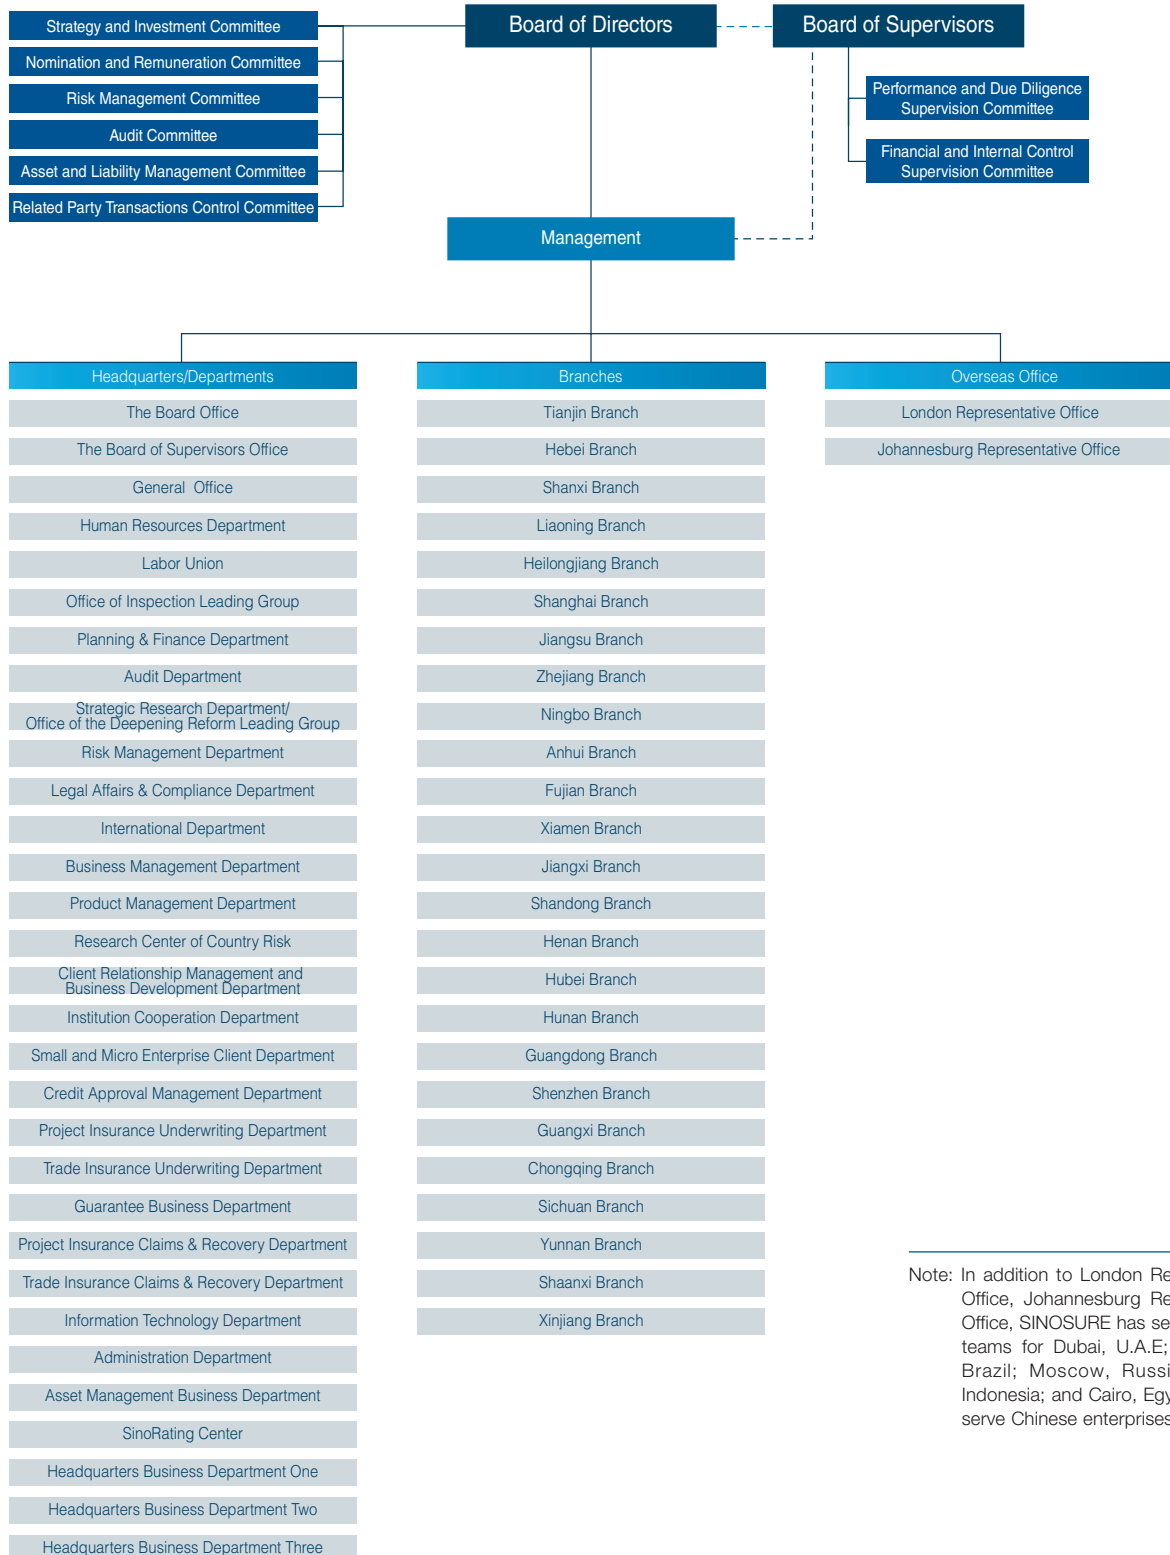 Board of Directors
Board of Supervisors
Strategy and Investment Committee
Nomination and Remuneration Committee
Risk Management Committee
Audit Committee
Asset and Liability Management Committee
Related Party Transactions Control Committee
Performance and Due Diligence
Supervision Committee
Financial and Internal Control
Supervision Committee
Management
Headquarters/Departments
The Board Office
The Board of Supervisors Office
General Office
Human Resources Department
Labor Union
Office of Inspection Leading Group
Planning & Finance Department
Audit Department
Strategic Research Department/
Office of the Deepening Reform Leading Group
Risk Management Department
Legal Affairs & Compliance Department
International Department
Business Management Department
Product Management Department
Research Center of Country Risk
Client Relationship Management and
Business Development Department
Institution Cooperation Department
Small and Micro Enterprise Client Department
Credit Approval Management Department
Project Insurance Underwriting Department
Trade Insurance Underwriting Department
Guarantee Business Department
Project Insurance Claims & Recovery Department
Trade Insurance Claims & Recovery Department
Information Technology Department
Administration Department
Asset Management Business Department
SinoRating Center
Headquarters Business Department One
Headquarters Business Department Two
Headquarters Business Department Three
Branches
Tianjin Branch
Hebei Branch
Shanxi Branch
Liaoning Branch
Heilongjiang Branch
Shanghai Branch
Jiangsu Branch
Zhejiang Branch
Ningbo Branch
Anhui Branch
Fujian Branch
Xiamen Branch
Jiangxi Branch
Shandong Branch
Henan Branch
Hubei Branch
Hunan Branch
Guangdong Branch
Shenzhen Branch
Guangxi Branch
Chongqing Branch
Sichuan Branch
Yunnan Branch
Shaanxi Branch
Xinjiang Branch
Overseas Office
London Representative Office
Johannesburg Representative Office
Note: In addition to London
Office, Johannesburg
Office, SINOSURE has
teams for Dubai, U.A.E;
Brazil; Moscow,
Indonesia; and Cairo,
serve Chinese enterprises